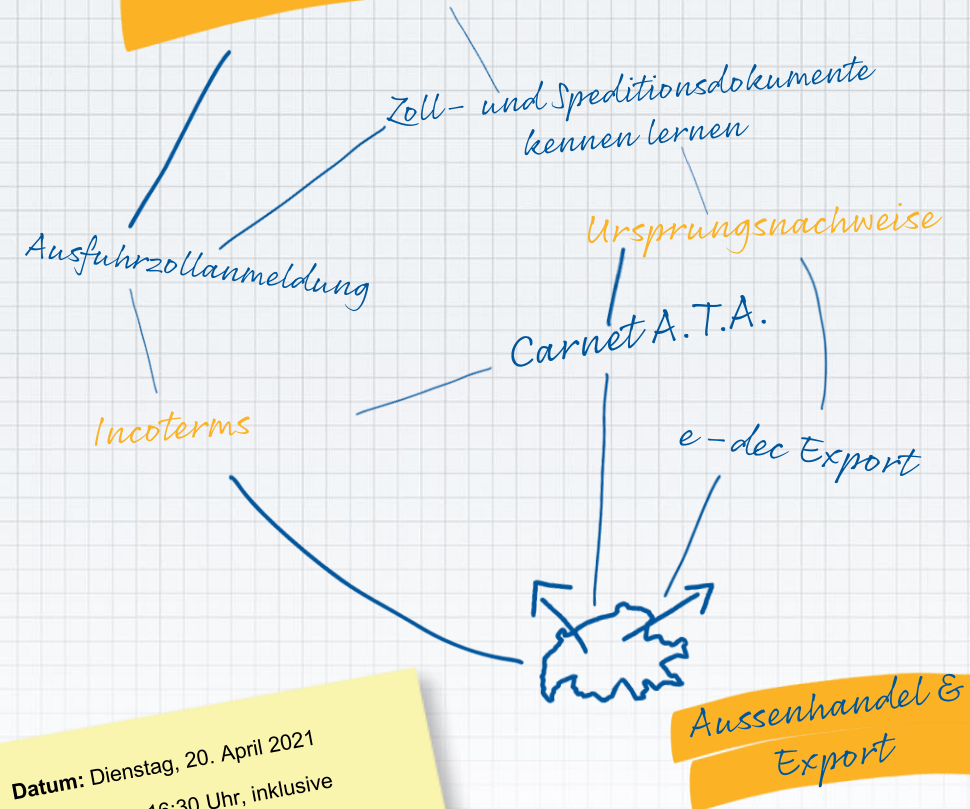 Zoll- und Speditionsdokumente
kennen lernen
Ursprungsnachweise
Ausfuhrzollanmeldung
Carnet A.T.A.
Incoterms
e-dec Export
Aussenhandel &
Export
Datum: Dienstag, 20. April 2021
16:30 Uhr, inklusive